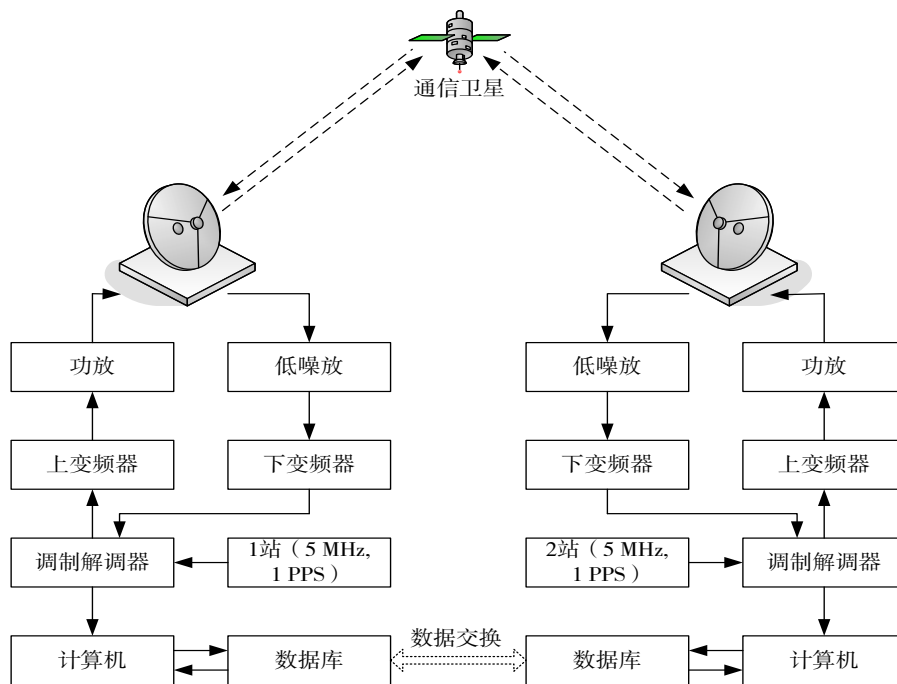 通信卫星
功放
低噪放
低噪放
功放
上变频器
下变频器
下变频器
上变频器
调制解调器
1站（5 MHz,
1 PPS）
2站（5 MHz,
1 PPS）
调制解调器
计算机
数据库
数据交换
数据库
计算机